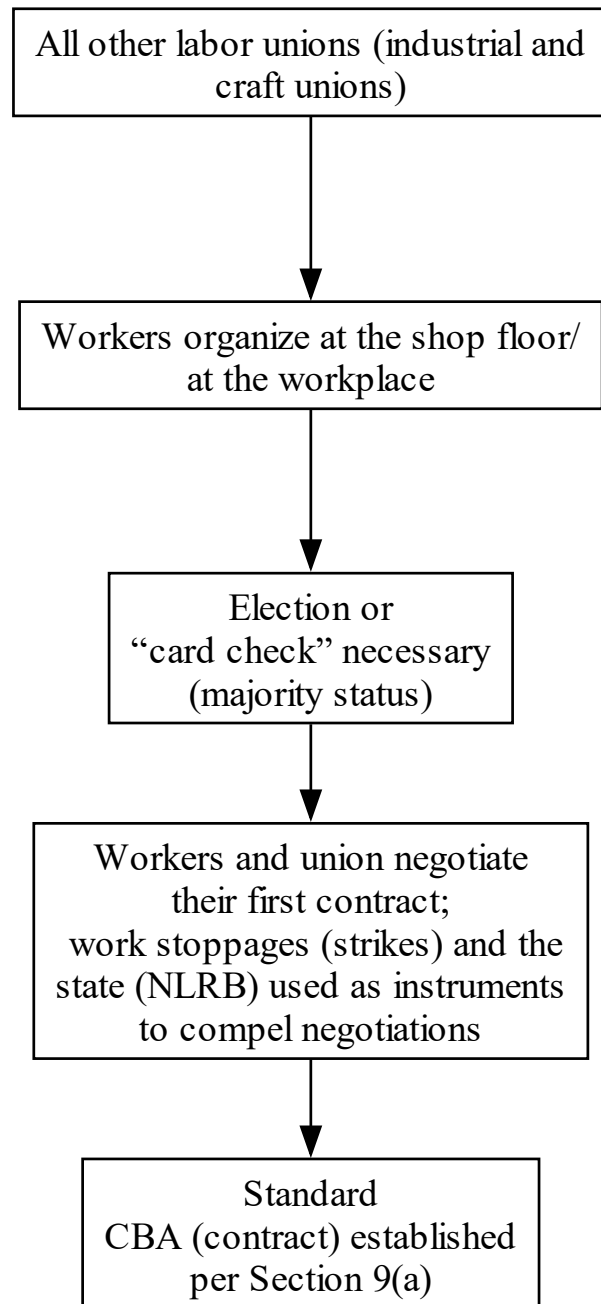 All other labor unions (industrial and
craft unions)
Workers organize at the shop floor/
at the workplace
Election or
“card check” necessary
(majority status)
Workers and union negotiate
their first contract;
work stoppages (strikes) and the
state (NLRB) used as instruments
to compel negotiations
Standard
CBA (contract) established
per Section 9(a)